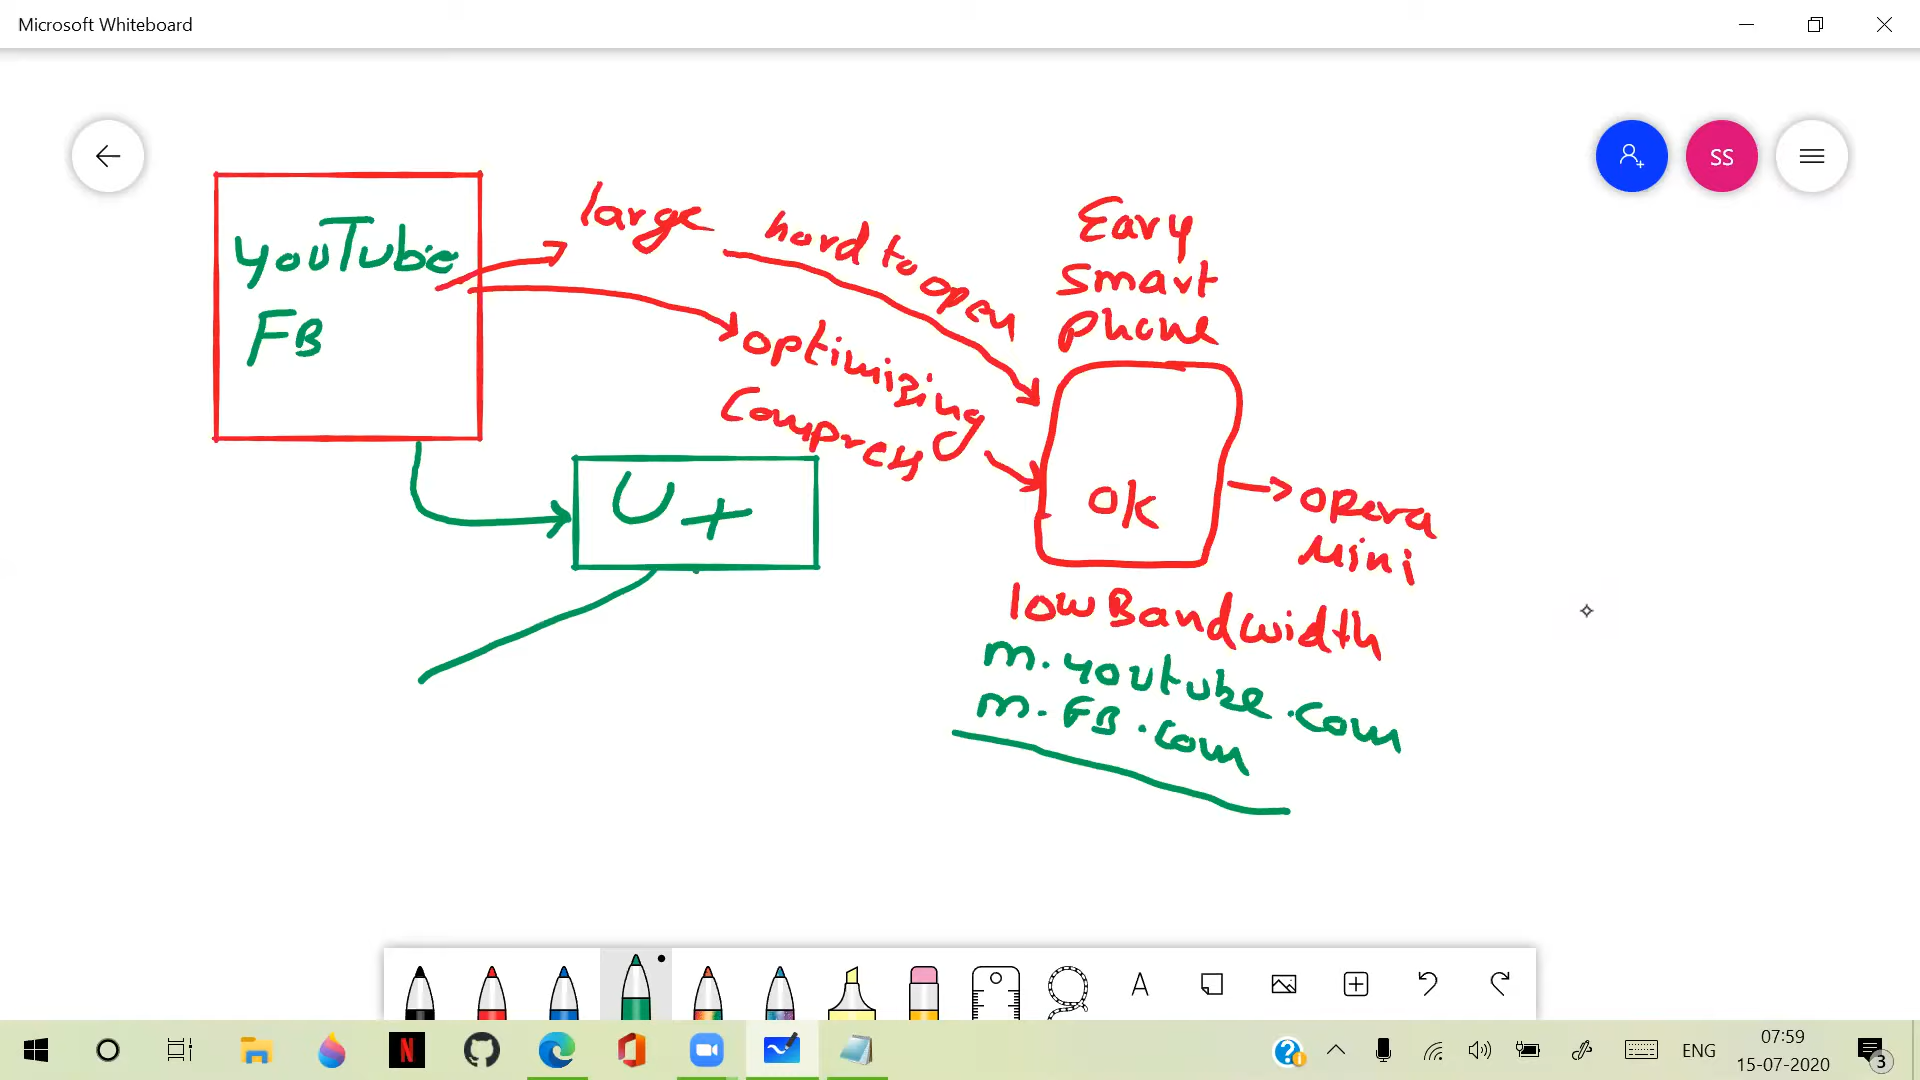 Microsoft Whiteboard
SS
youTube
FB
large
hard to open
optimizing
Compress
Eary
Smart
Phone
OK
U+
opera
Mini
low Bandwidth
m.youtube.com
m.FB.com
A
N
ENG
07:59
15-07-2020
3